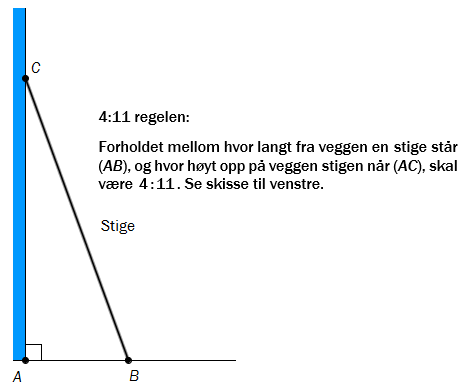 C
4:11 regelen:
Forholdet mellom hvor langt fra veggen en stige står
(AB), og hvor høyt opp på veggen stigen når (AC), skal
være 4:11. Se skisse til venstre.
Stige
A
B